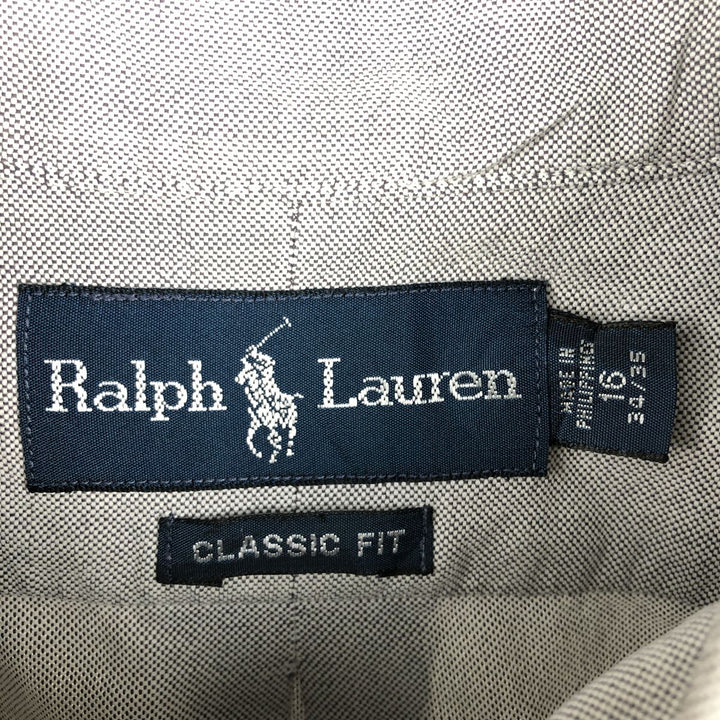 Ralph Lauren
MADE IN
PHILIPPINES
16
34/35
CLASSIC FIT